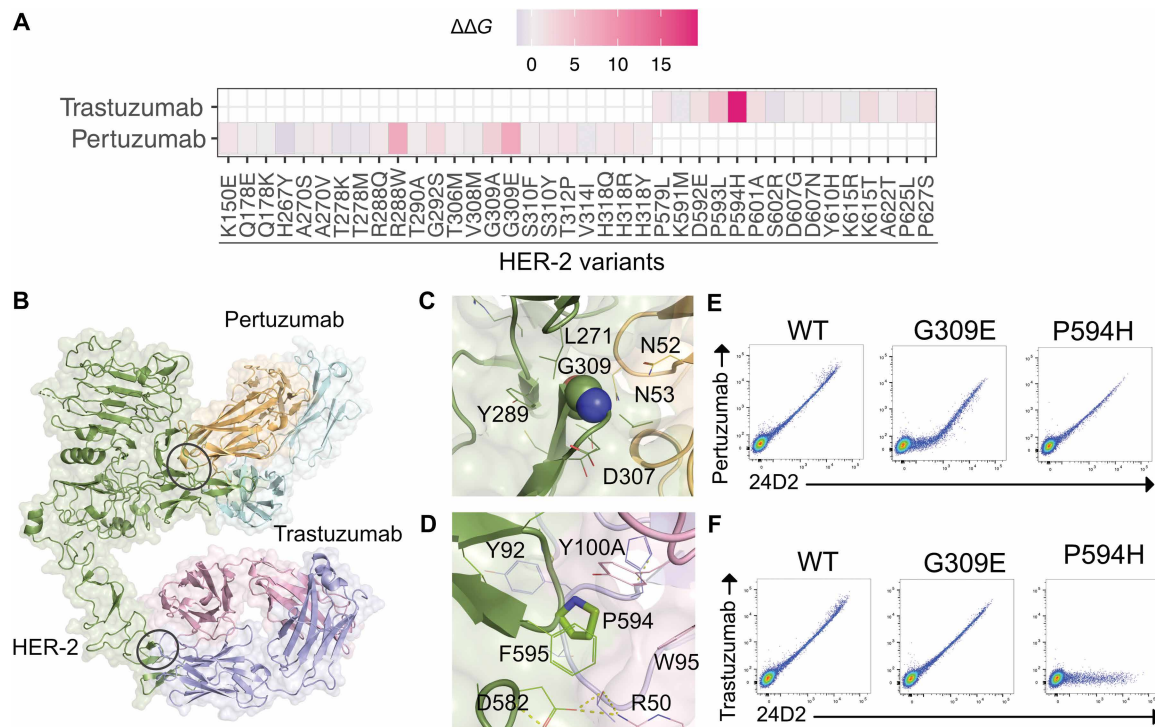 A
ΔΔG
0 5 10 15
Trastuzumab
Pertuzumab
K150E
Q178E
Q178K
H267Y
A270S
A270V
T278K
T278M
R288Q
R288W
T290A
G292S
T306M
V308M
G309A
G309E
S310F
S310Y
T312P
V314I
H318Q
H318R
H318Y
P579L
K591M
D592E
P593L
P594H
P601A
S602R
D607G
D607N
Y610H
K615R
K615T
A622T
P625L
P627S
HER-2 variants
B
Pertuzumab
Trastuzumab
HER-2
C
L271
G309
N52
N53
Y289
D307
D
Y92
Y100A
P594
F595
W95
D582
R50
E
WT G309E P594H
Pertuzumab
24D2
F
WT G309E P594H
Trastuzumab
24D2